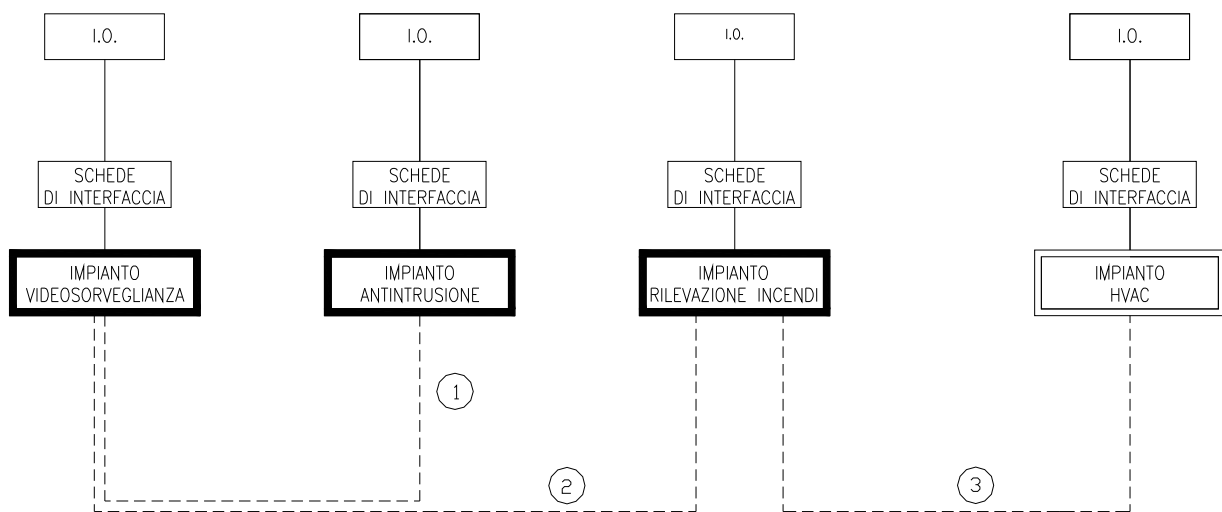 I.O.
I.O.
I.O.
I.O.
SCHEDE
DI INTERFACCIA
SCHEDE
DI INTERFACCIA
SCHEDE
DI INTERFACCIA
SCHEDE
DI INTERFACCIA
IMPIANTO
VIDEOSORVEGLIANZA
IMPIANTO
ANTINTRUSIONE
IMPIANTO
RILEVAZIONE INCENDI
IMPIANTO
HVAC
1
2
3